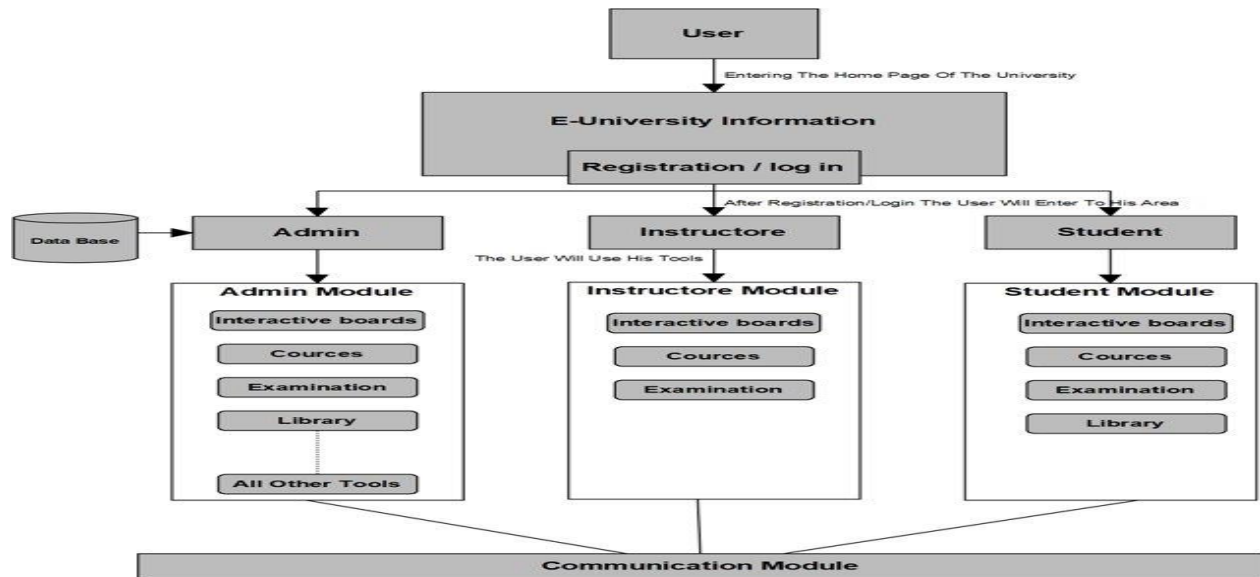 User
Entering The Home Page Of The University
E-University Information
Registration / log in
After Registration/Login The User Will Enter To His Area
Data Base
Admin
Instructore
Student
The User Will Use His Tools
Admin Module
Interactive boards
Cources
Examination
Library
All Other Tools
Instructore Module
Interactive boards
Cources
Examination
Student Module
Interactive boards
Cources
Examination
Library
Communication Module